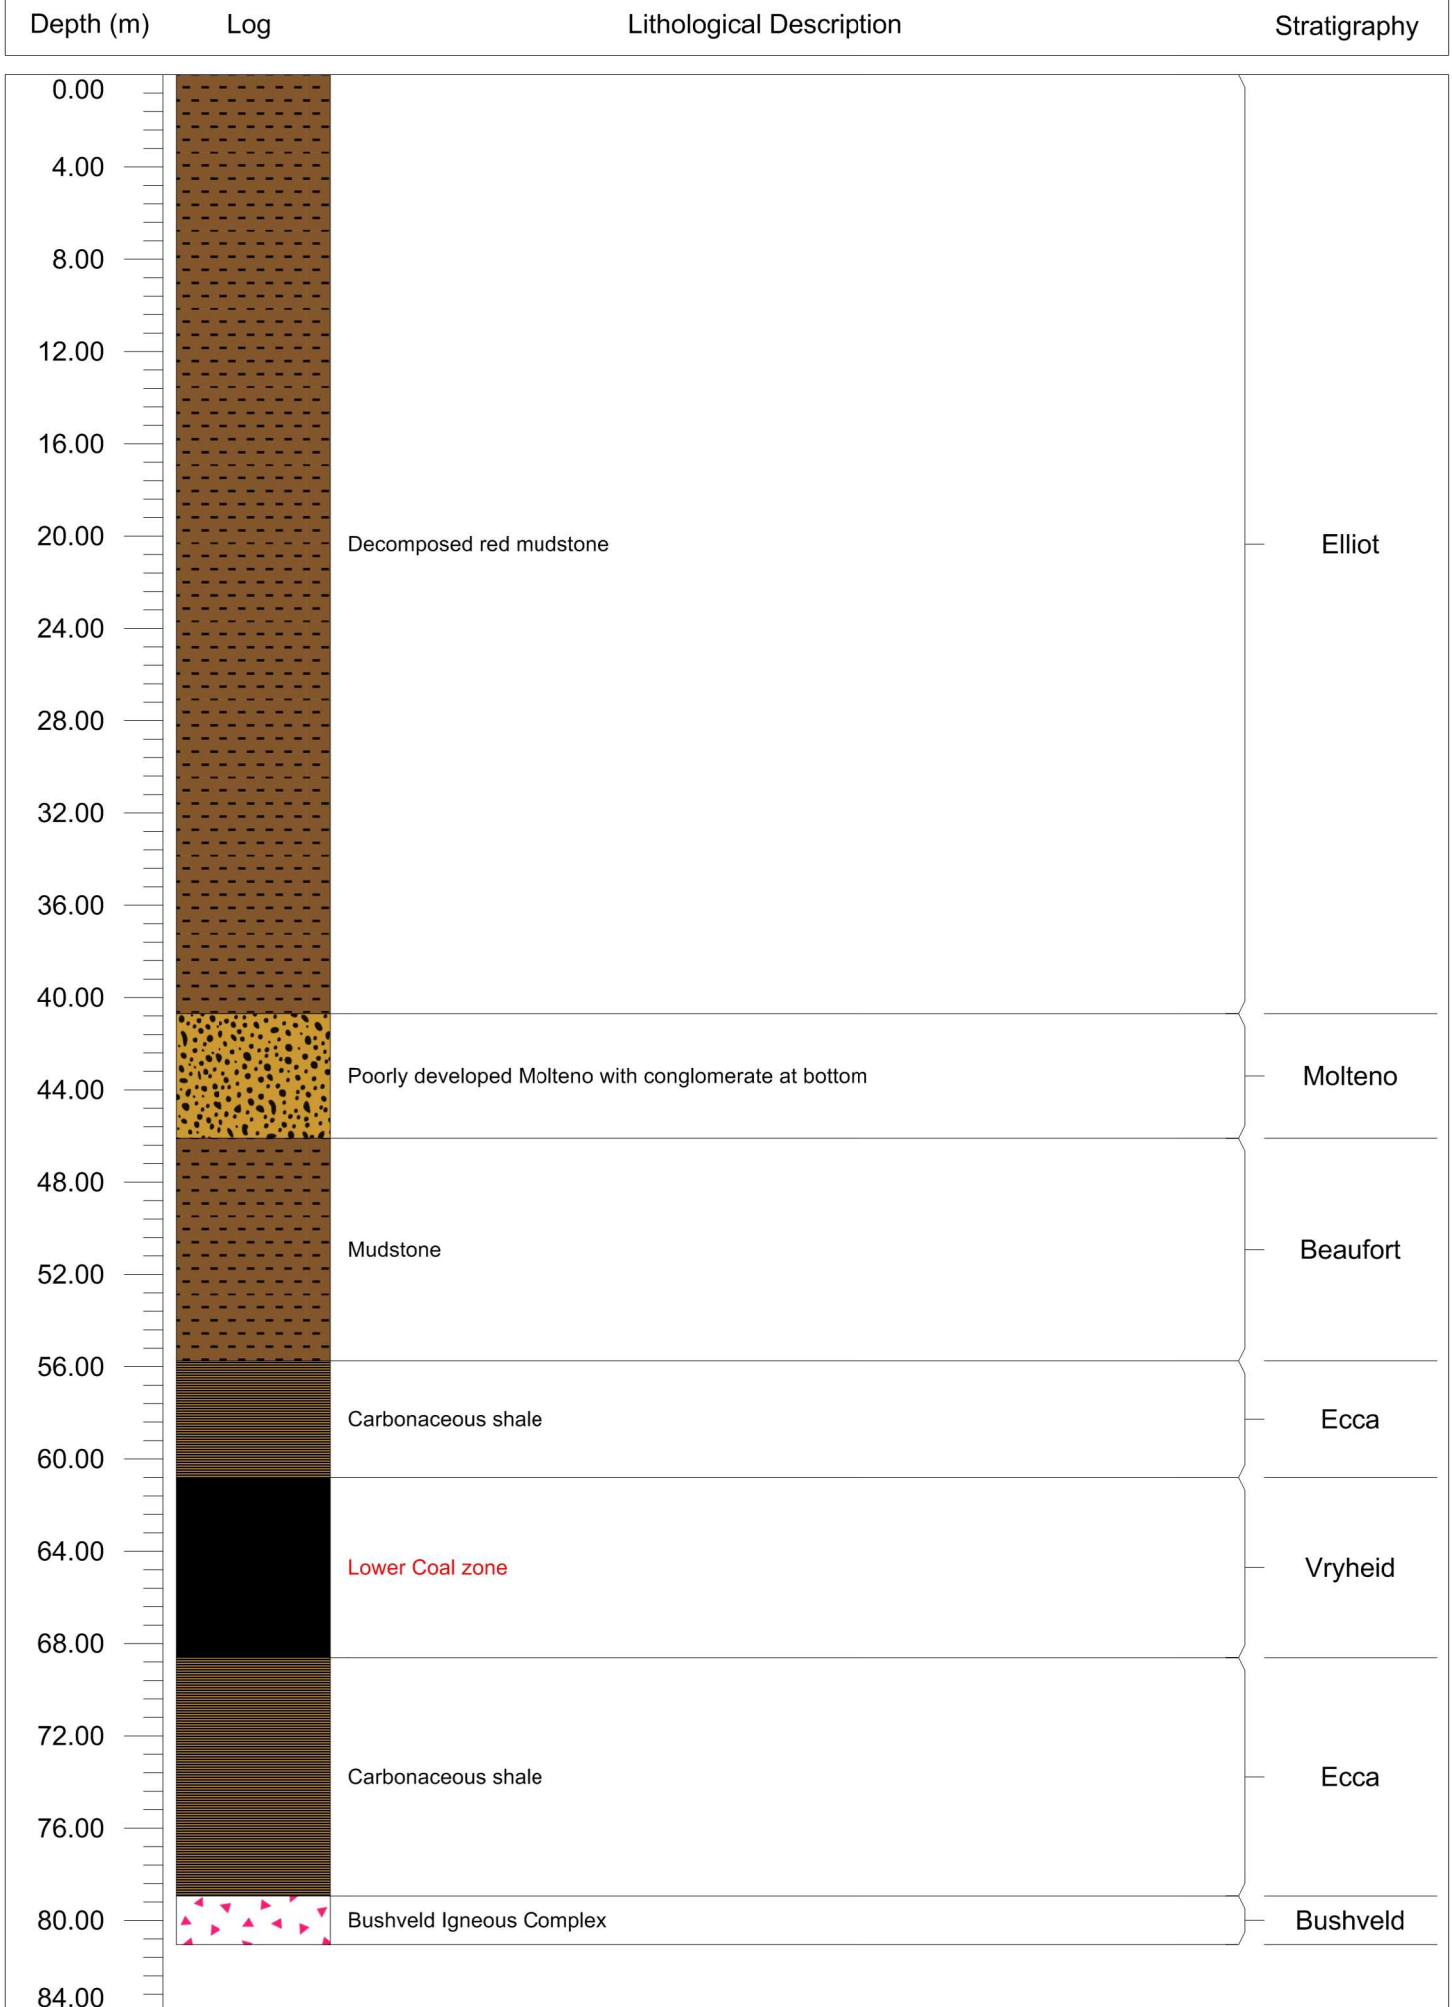 Depth (m) Log Lithological Description Stratigraphy
0.00
4.00
8.00
12.00
16.00
20.00 Decomposed red mudstone Elliot
24.00
28.00
32.00
36.00
40.00
44.00 Poorly developed Molteno with conglomerate at bottom Molteno
48.00
Mudstone Beaufort
52.00
56.00
Carbonaceous shale Ecca
60.00
64.00
Lower Coal zone Vryheid
68.00
72.00
Carbonaceous shale Ecca
76.00
80.00 Bushveld Igneous Complex Bushveld
84.00